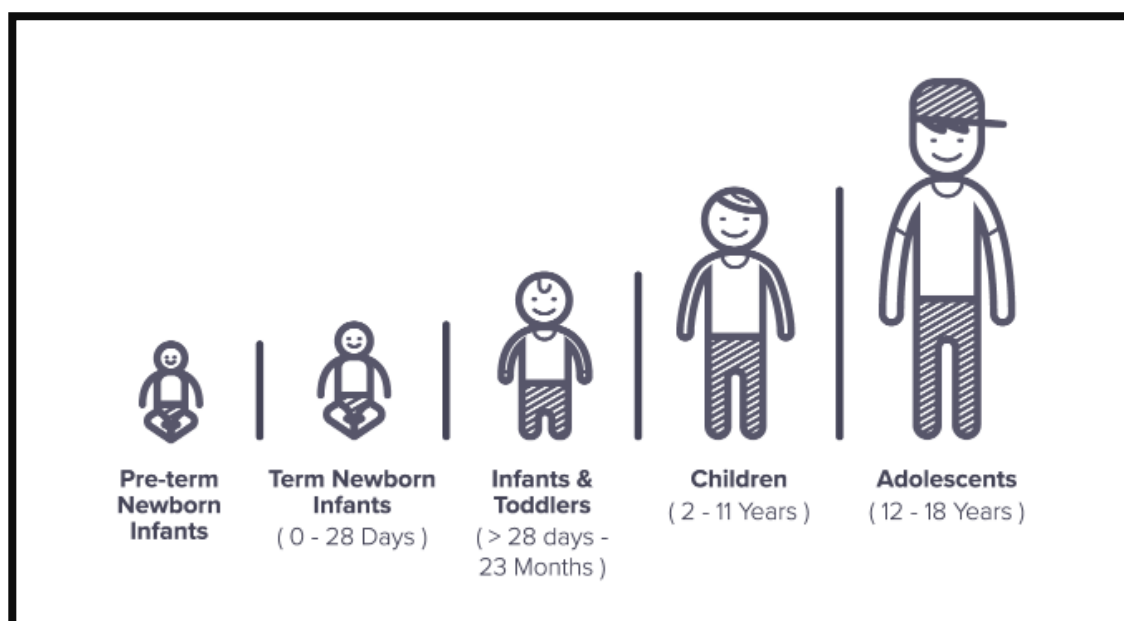 Pre-term
Newborn
Infants
Term Newborn
Infants
( 0 - 28 Days )
Infants &
Toddlers
( > 28 days -
23 Months )
Children
( 2 - 11 Years )
Adolescents
( 12 - 18 Years )